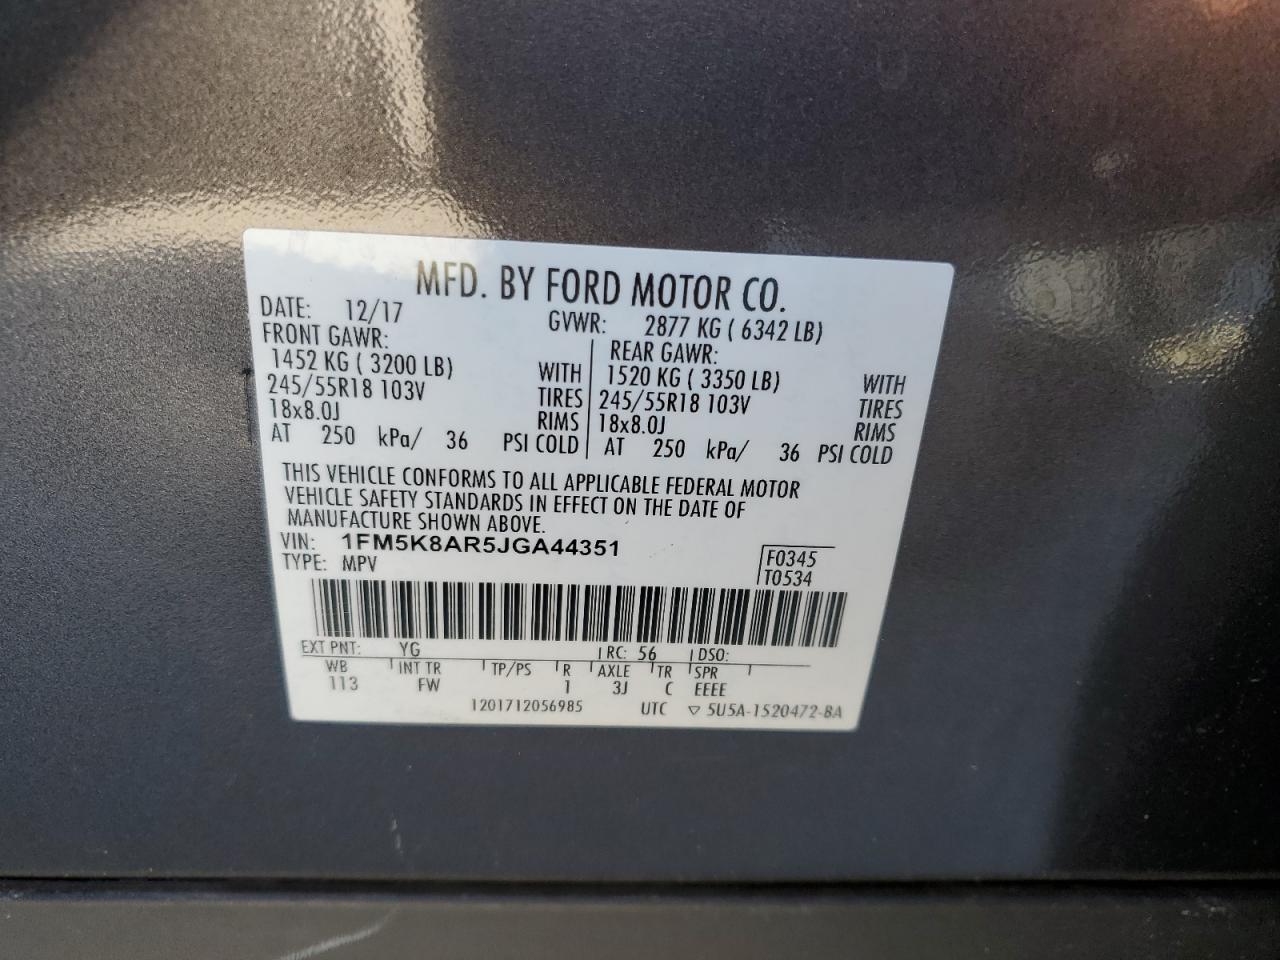 MFD. BY FORD MOTOR CO.
DATE: 12/17 GVWR: 2877 KG ( 6342 LB)
FRONT GAWR: REAR GAWR:
1452 KG ( 3200 LB) WITH 1520 KG ( 3350 LB) WITH
245/55R18 103V TIRES 245/55R18 103V TIRES
18x8.0J RIMS 18x8.0J RIMS
AT 250 kPa/ 36 PSI COLD AT 250 kPa/ 36 PSI COLD
THIS VEHICLE CONFORMS TO ALL APPLICABLE FEDERAL MOTOR
VEHICLE SAFETY STANDARDS IN EFFECT ON THE DATE OF
MANUFACTURE SHOWN ABOVE.
VIN: 1FM5K8AR5JGA44351 F0345
TYPE: MPV T0534
EXT PNT: YG RC: 56 DSO:
WB INT TR TP/PS R AXLE TR SPR
113 FW 1 3J C EEEE
1201712056985 UTC ▽ 5U5A-1520472-BA